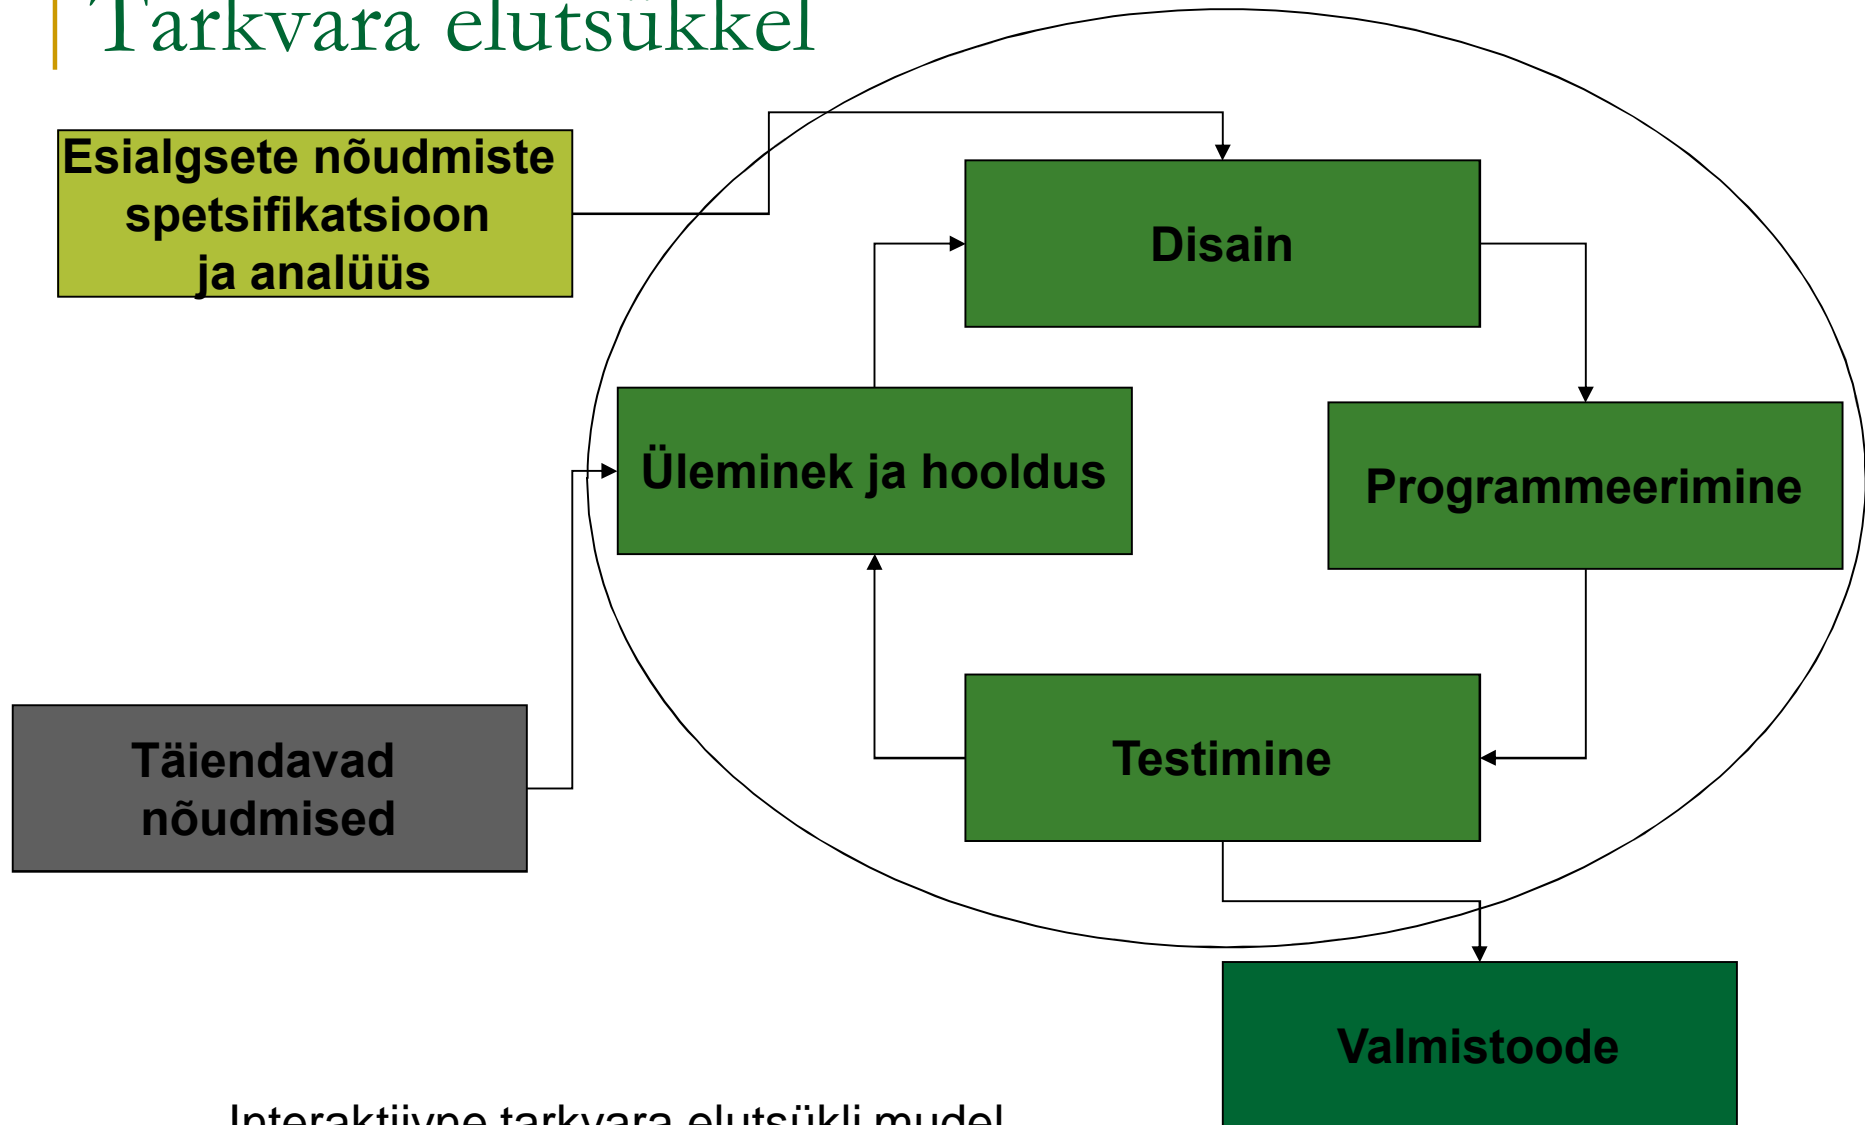 Tarkvara elutsükkel
Esialgsete nõudmiste
spetsifikatsioon
ja analüüs
Disain
Üleminek ja hooldus
Programmeerimine
Täiendavad
nõudmised
Testimine
Valmistoode
Interaktiivne tarkvara elutsükli mudel